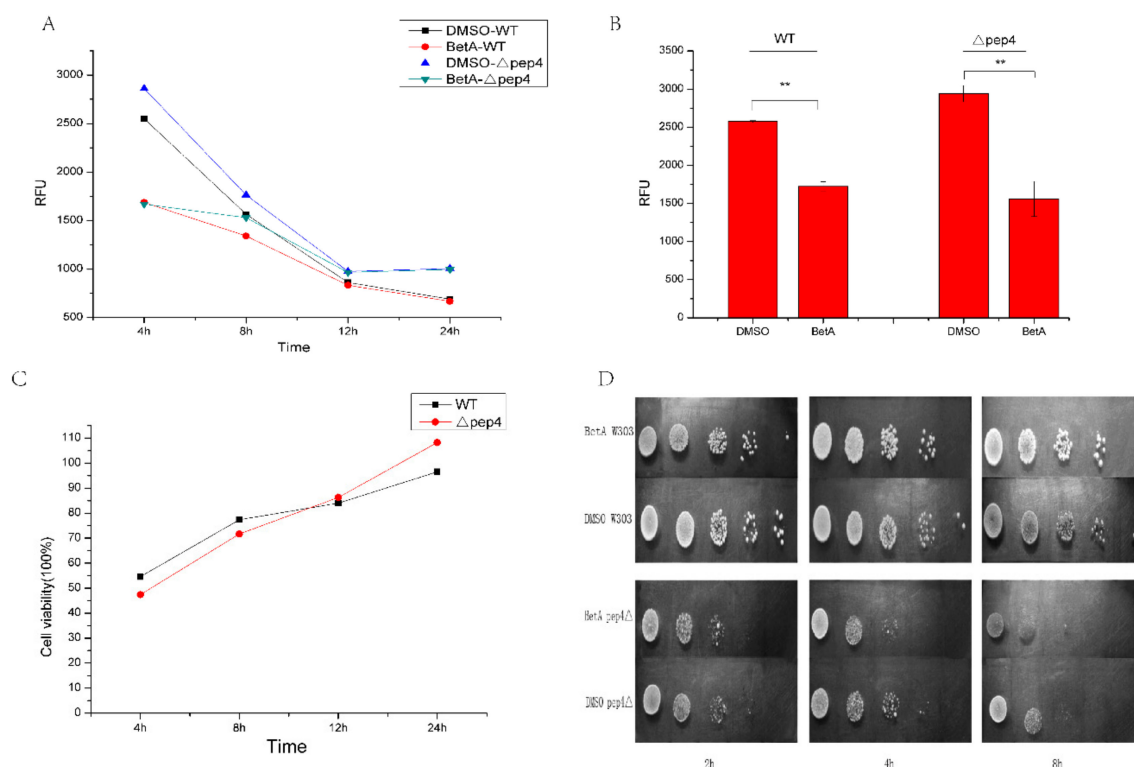 A
DMSO-WT
BetA-WT
DMSO-△pep4
BetA-△pep4
3000
2500
2000
1500
1000
500
RFU
4h 8h 12h 24h
Time
B
WT △pep4
** **
3500
3000
2500
2000
1500
1000
500
0
RFU
DMSO BetA DMSO BetA
C
WT
△pep4
110
100
90
80
70
60
50
40
30
20
10
0
Cell viability(100%)
4h 8h 12h 24h
Time
D
BetA W303
DMSO W303
BetA pep4△
DMSO pep4△
2h 4h 8h